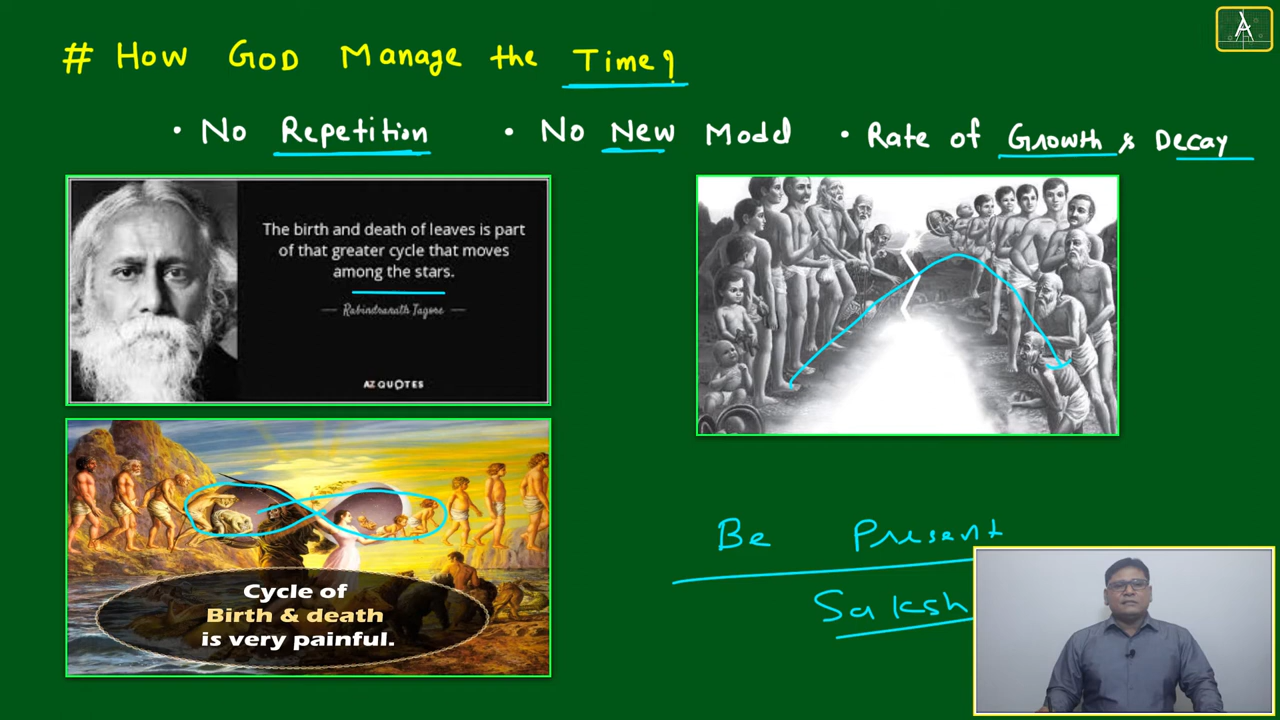 # How GOD Manage the Time?
• No Repetition • No New Model • Rate of Growth & Decay
The birth and death of leaves is part
of that greater cycle that moves
among the stars.
— Rabindranath Tagore —
AZQUOTES
Cycle of
Birth & death
is very painful.
Be Present
Saksh